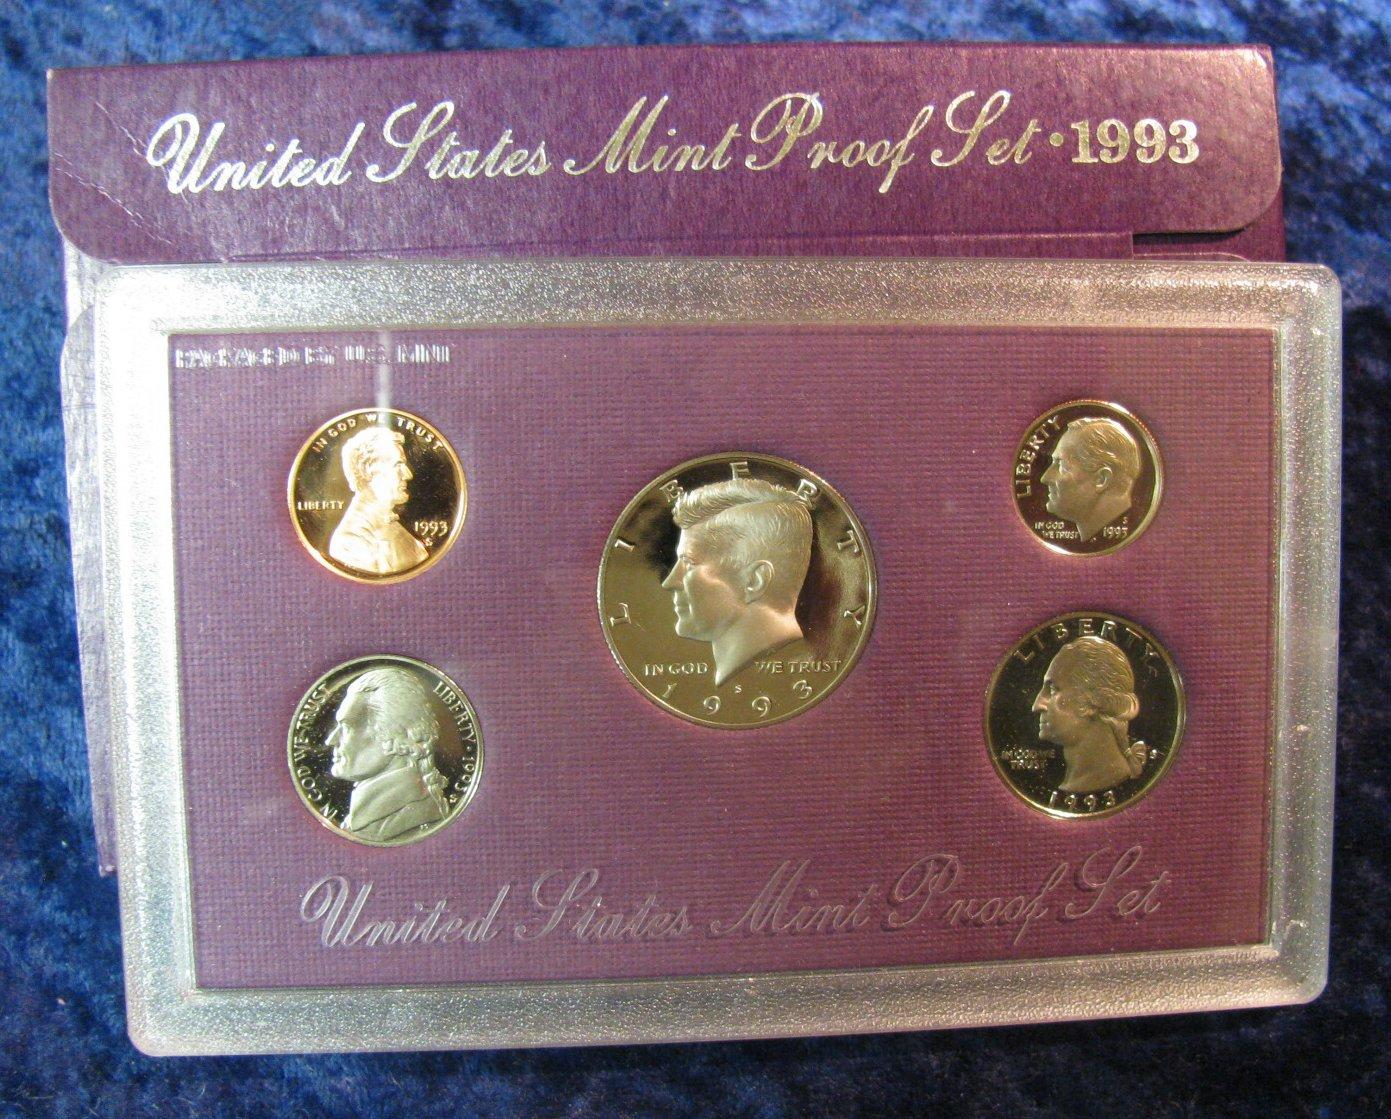 United States Mint Proof Set · 1993
PACKAGED BY U.S. MINT
IN GOD WE TRUST
LIBERTY
1993
S
LIBERTY
IN GOD WE TRUST
1993
S
LIBERTY
IN GOD
WE TRUST
S
1993
IN GOD WE TRUST
LIBERTY · 1993
S
LIBERTY
IN GOD WE
TRUST
S
1993
United States Mint Proof Set